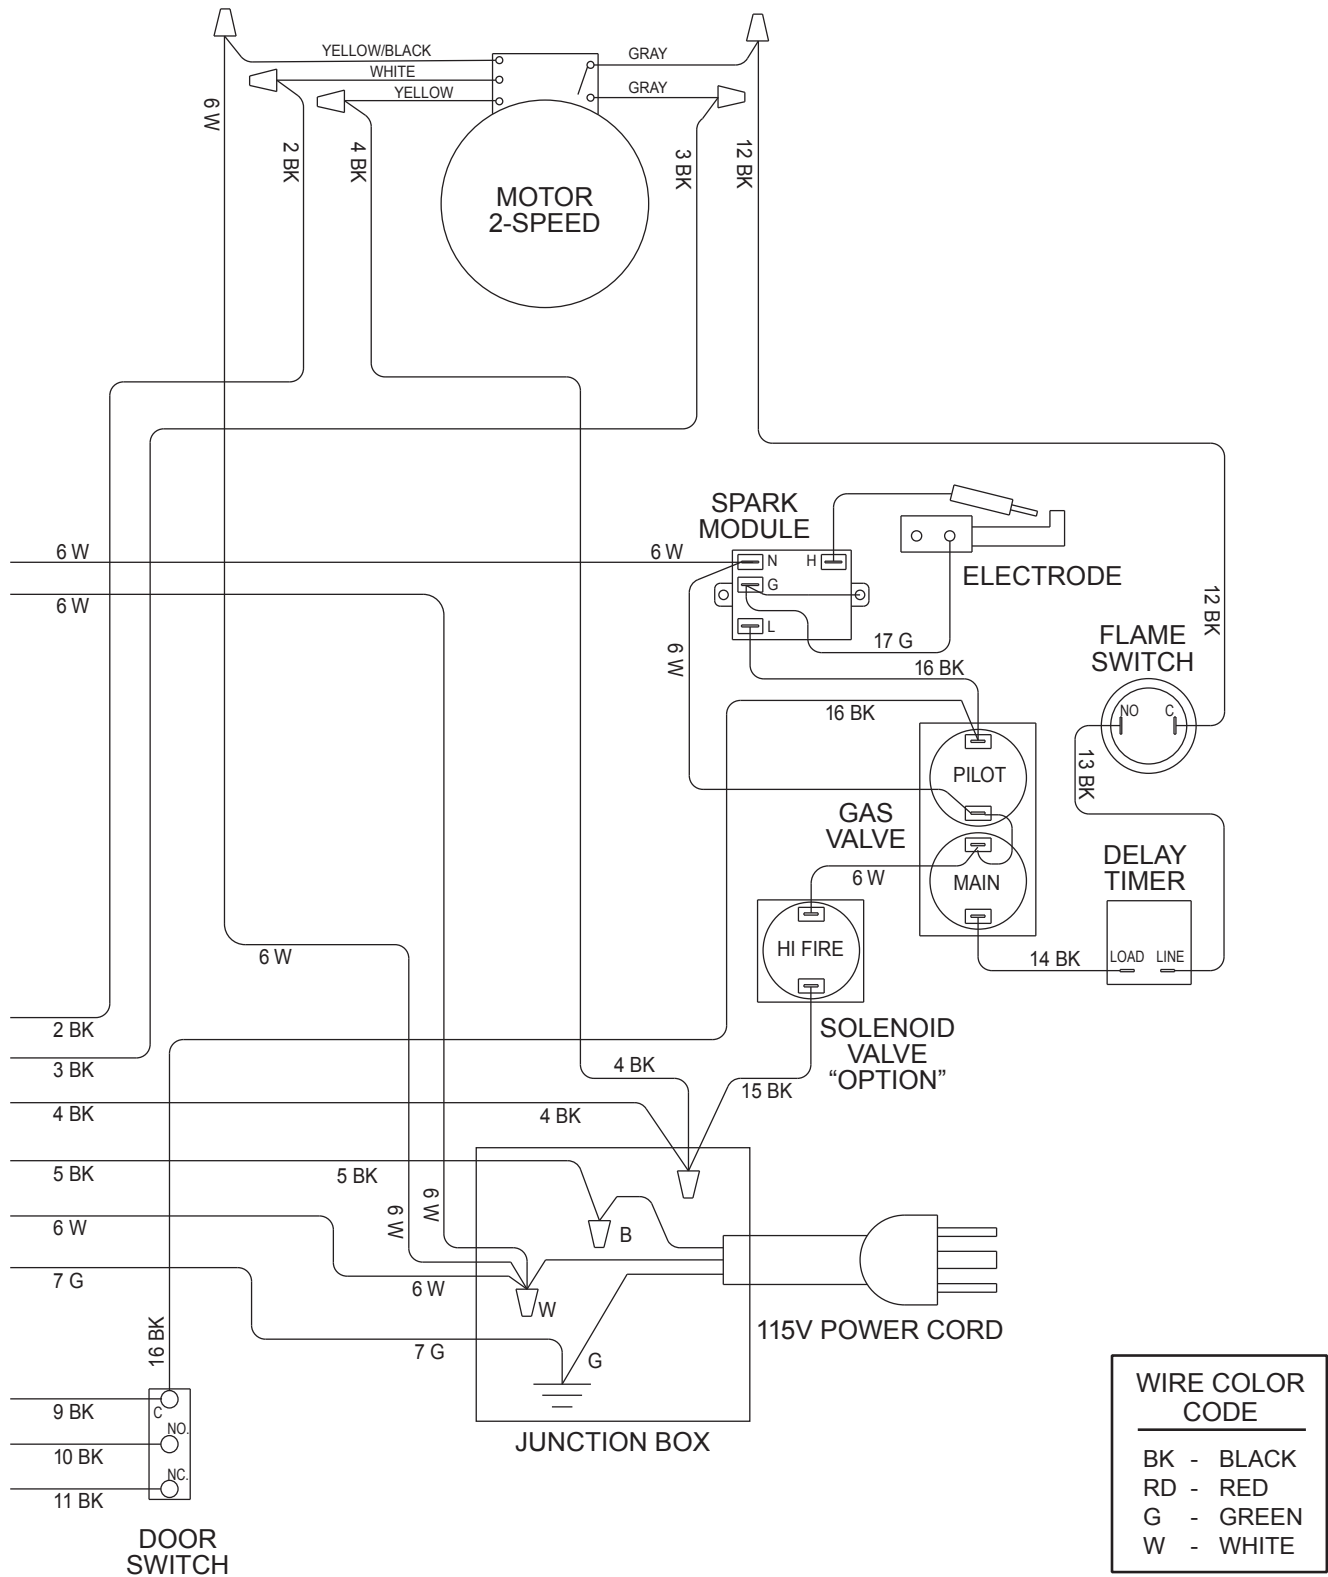 YELLOW/BLACK
WHITE
YELLOW
GRAY
GRAY
6 W
2 BK
4 BK
3 BK
12 BK
MOTOR
2-SPEED
SPARK
MODULE
6 W
6 W
N
H
G
L
ELECTRODE
6 W
17 G
6 W
16 BK
16 BK
12 BK
FLAME
SWITCH
NO
C
13 BK
PILOT
GAS
VALVE
MAIN
6 W
DELAY
TIMER
LOAD
LINE
14 BK
HI FIRE
6 W
SOLENOID
VALVE
“OPTION”
2 BK
3 BK
4 BK
4 BK
15 BK
4 BK
5 BK
5 BK
6 W
6 W
6 W
B
6 W
W
7 G
7 G
G
115V POWER CORD
JUNCTION BOX
16 BK
9 BK
C
NO.
10 BK
NC.
11 BK
DOOR
SWITCH
WIRE COLOR
CODE
BK - BLACK
RD - RED
G - GREEN
W - WHITE